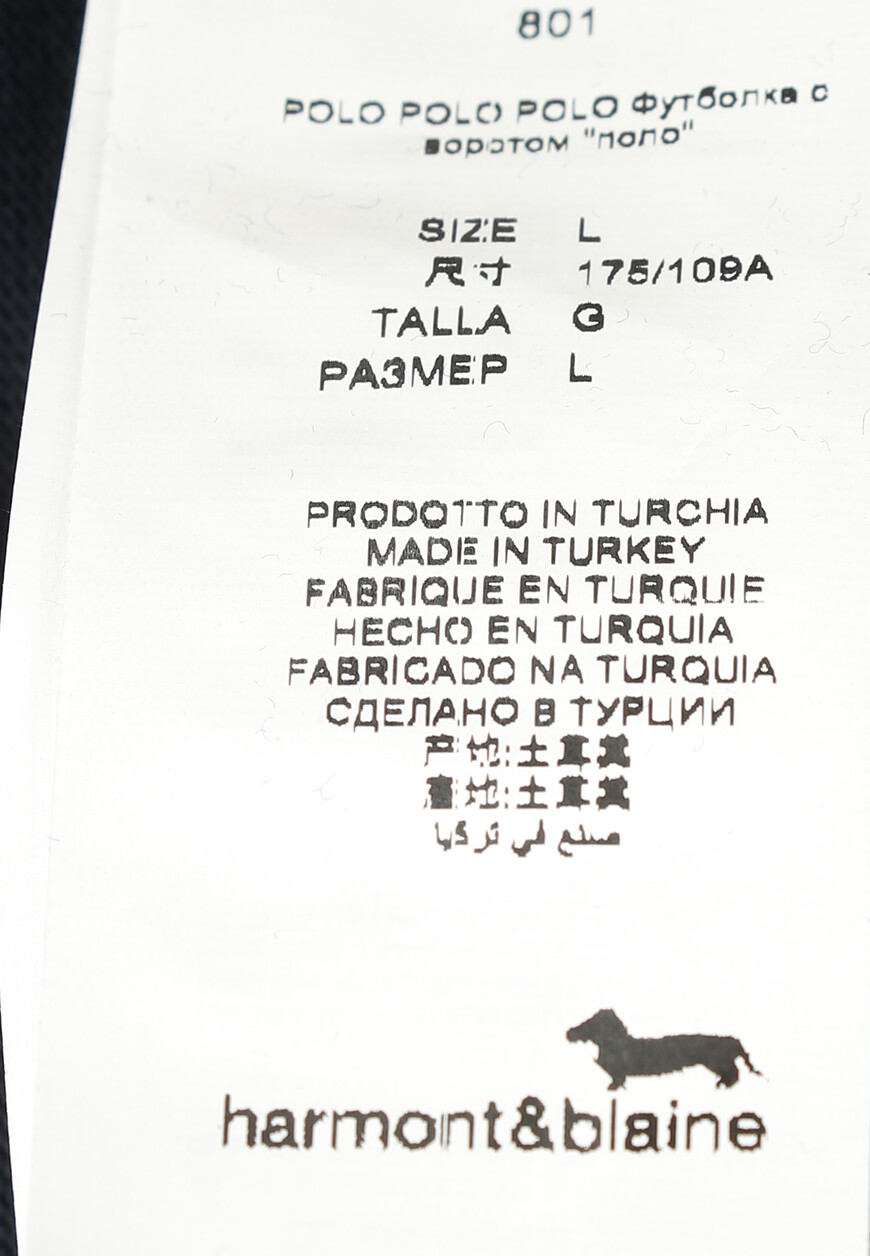 801
POLO POLO POLO Футболка с
воротом "поло"
SIZE L
尺寸 175/109A
TALLA G
РАЗМЕР L
PRODOTTO IN TURCHIA
MADE IN TURKEY
FABRIQUE EN TURQUIE
HECHO EN TURQUIA
FABRICADO NA TURQUIA
СДЕЛАНО В ТУРЦИИ
产地:土耳其
產地:土耳其
صنع في تركيا
harmont&blaine